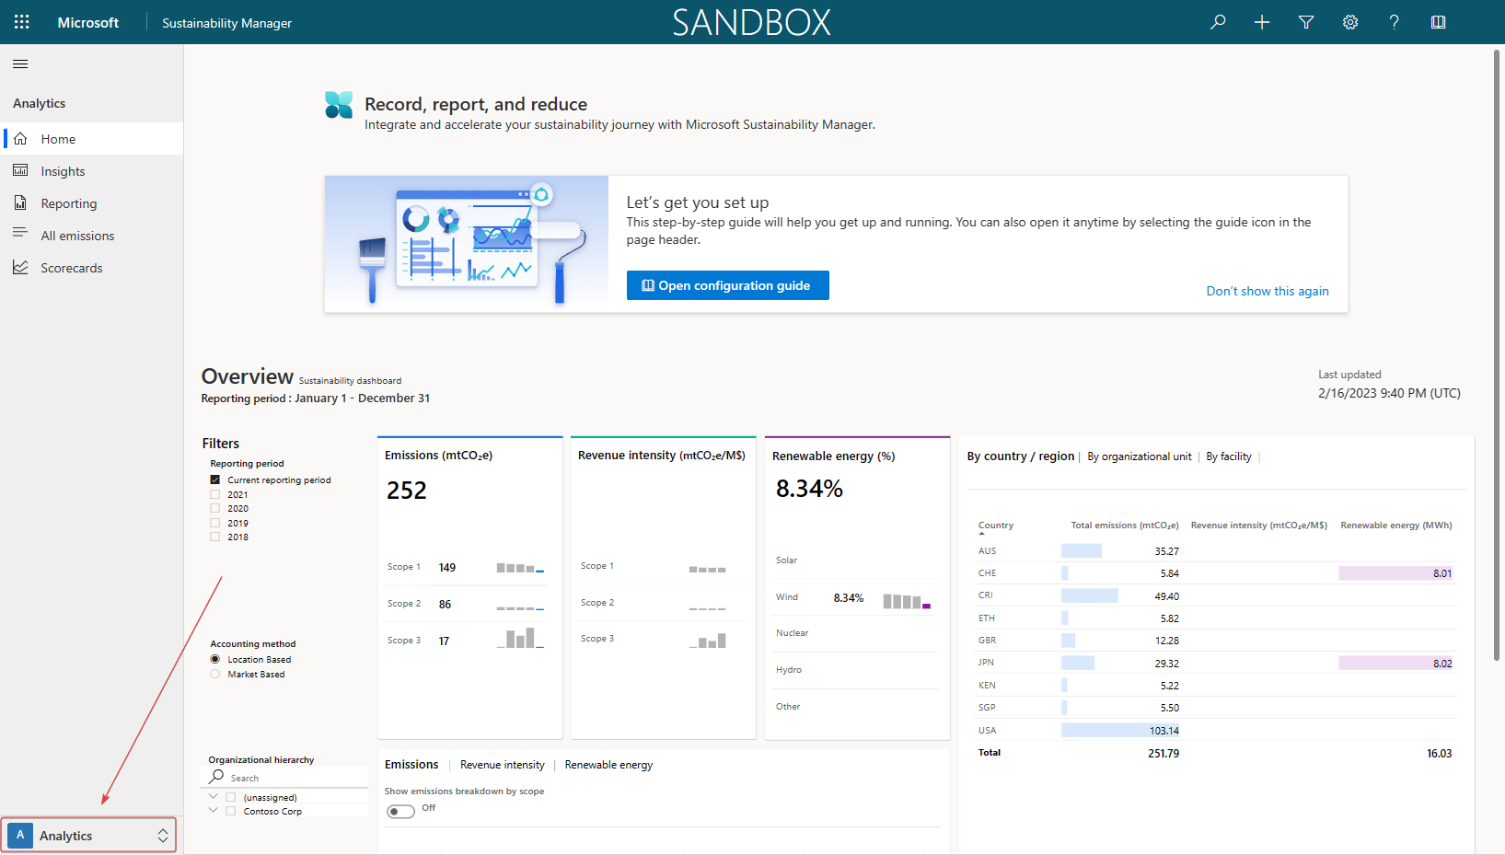 Microsoft
Sustainability Manager
SANDBOX
Analytics
Home
Insights
Reporting
All emissions
Scorecards
Record, report, and reduce
Integrate and accelerate your sustainability journey with Microsoft Sustainability Manager.
Let's get you set up
This step-by-step guide will help you get up and running. You can also open it anytime by selecting the guide icon in the
page header.
Open configuration guide
Don't show this again
Overview Sustainability dashboard
Reporting period : January 1 - December 31
Last updated
2/16/2023 9:40 PM (UTC)
Filters
Reporting period
Current reporting period
2021
2020
2019
2018
Accounting method
Location Based
Market Based
Organizational hierarchy
Search
(unassigned)
Contoso Corp
Emissions (mtCO₂e)
252
Scope 1 149
Scope 2 86
Scope 3 17
Revenue intensity (mtCO₂e/M$)
Scope 1
Scope 2
Scope 3
Renewable energy (%)
8.34%
Solar
Wind 8.34%
Nuclear
Hydro
Other
By country / region | By organizational unit | By facility |
Country Total emissions (mtCO₂e) Revenue intensity (mtCO₂e/M$) Renewable energy (MWh)
AUS 35.27
CHE 5.84 8.01
CRI 49.40
ETH 5.82
GBR 12.28
JPN 29.32 8.02
KEN 5.22
SGP 5.50
USA 103.14
Total 251.79 16.03
Emissions | Revenue intensity | Renewable energy
Show emissions breakdown by scope
Off
A Analytics